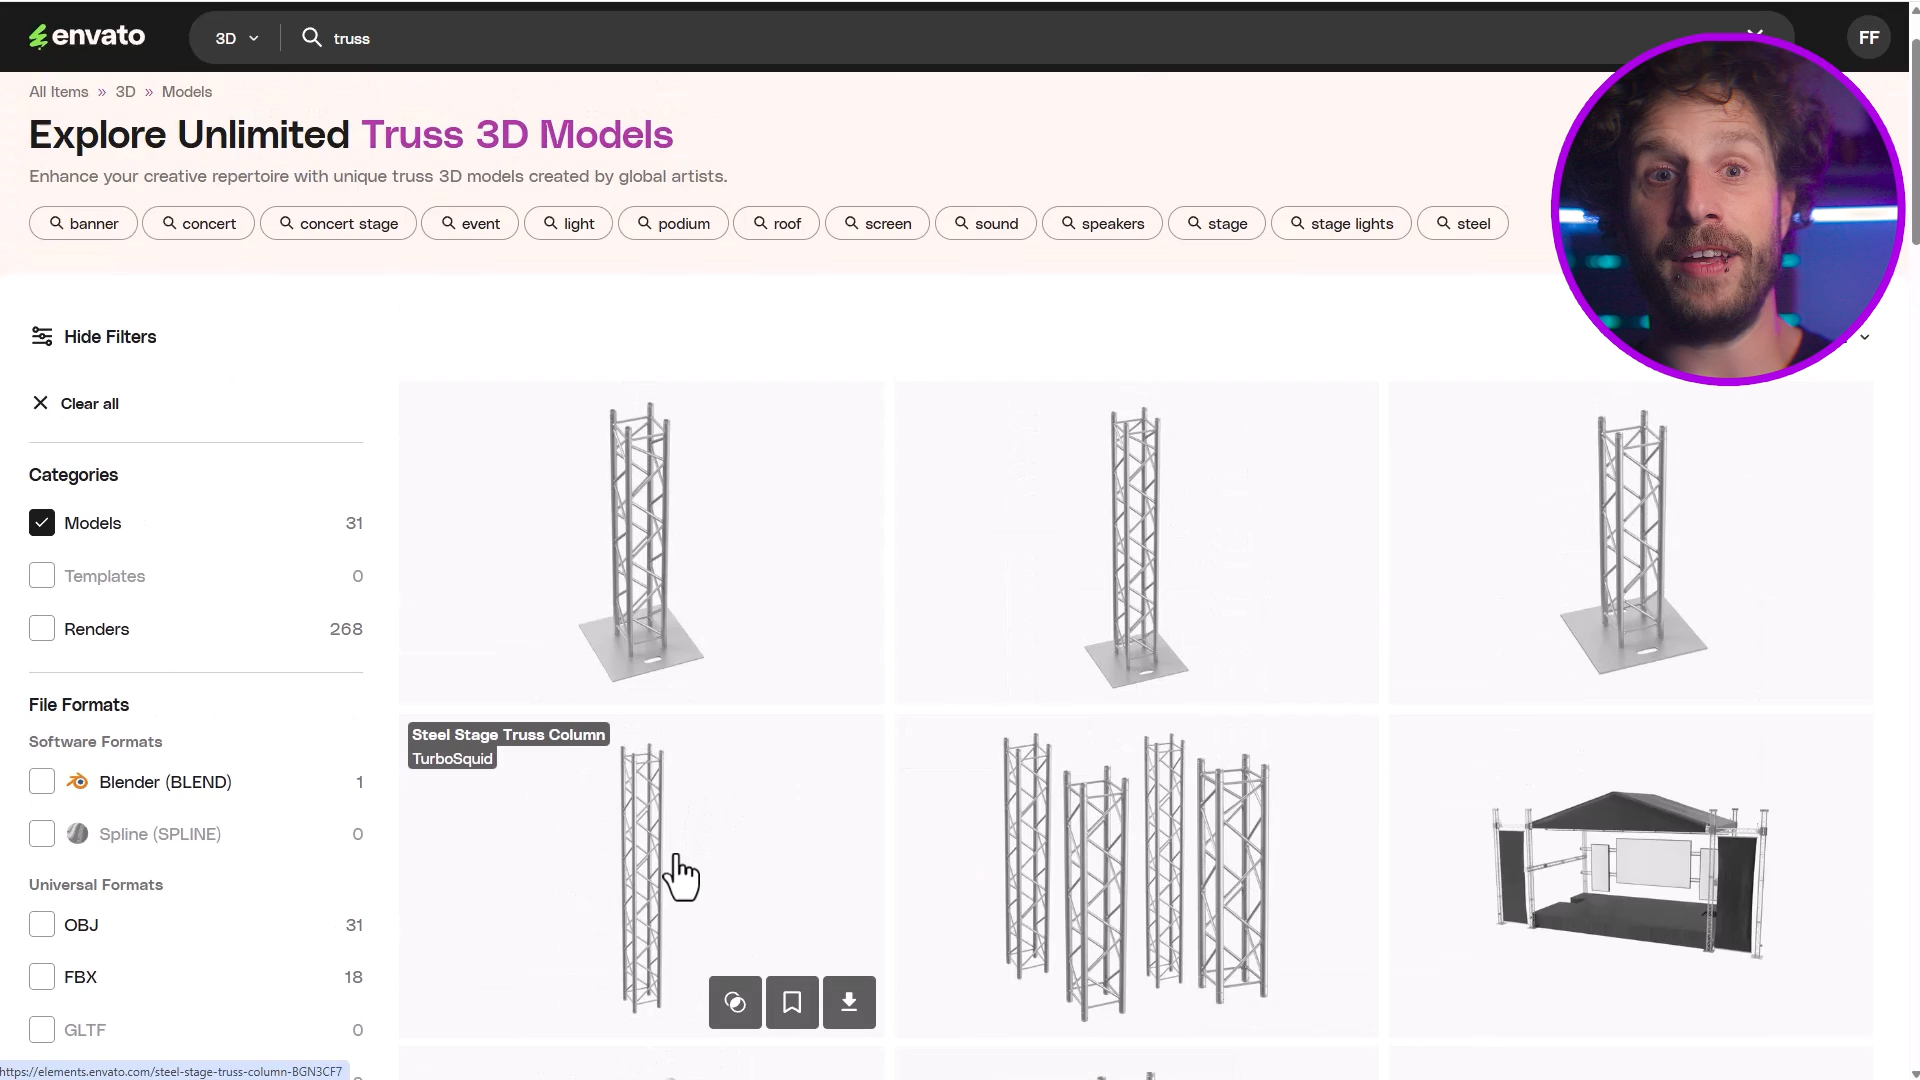 envato
3D
truss
FF
All Items » 3D » Models
Explore Unlimited Truss 3D Models
Enhance your creative repertoire with unique truss 3D models created by global artists.
banner concert concert stage event light podium roof screen sound speakers stage stage lights steel
Hide Filters
Clear all
Categories
Models 31
Templates 0
Renders 268
File Formats
Software Formats
Blender (BLEND) 1
Spline (SPLINE) 0
Universal Formats
OBJ 31
FBX 18
GLTF 0
Steel Stage Truss Column
TurboSquid
https://elements.envato.com/steel-stage-truss-column-BGN3CF7